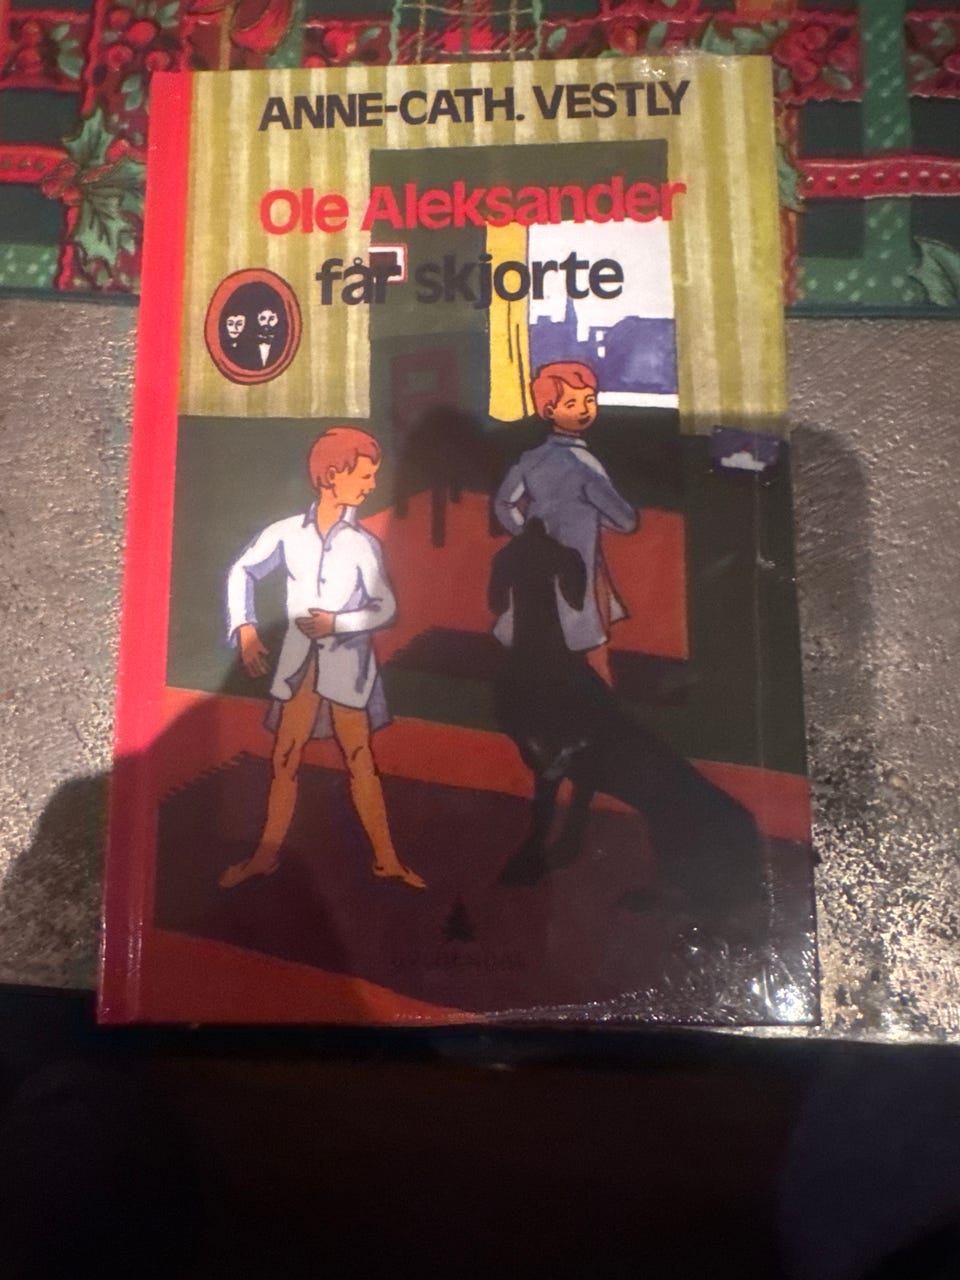 ANNE-CATH. VESTLY
Ole Aleksander
får skjorte